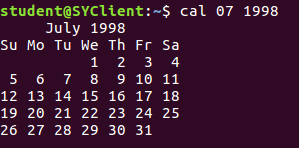 student@SYClient:~$ cal 07 1998
     July 1998
Su Mo Tu We Th Fr Sa
          1  2  3  4
 5  6  7  8  9 10 11
12 13 14 15 16 17 18
19 20 21 22 23 24 25
26 27 28 29 30 31